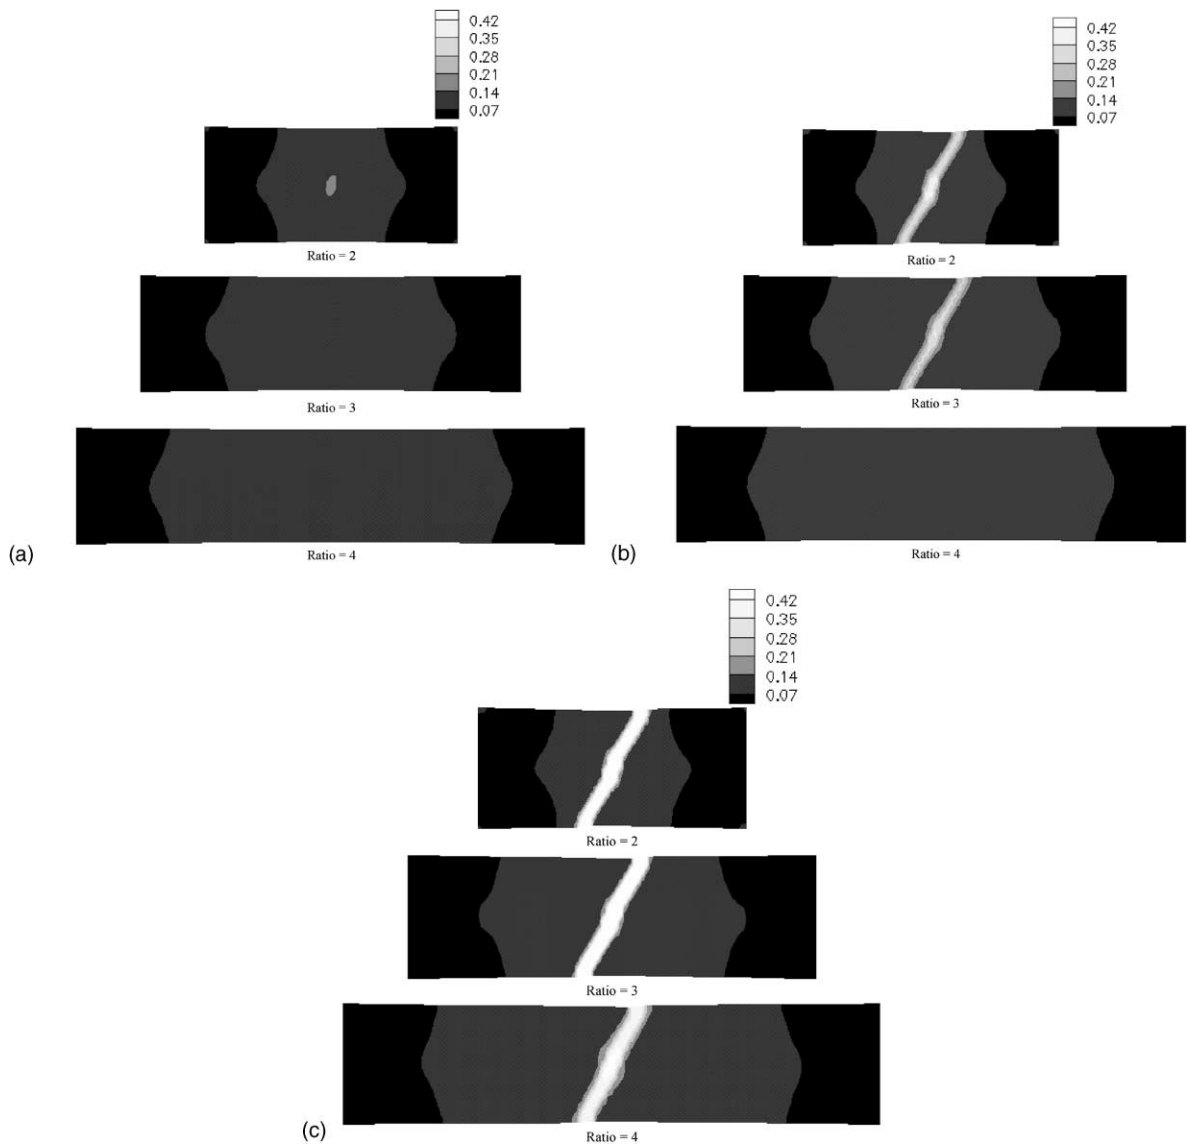 0.42
0.35
0.28
0.21
0.14
0.07
Ratio = 2
Ratio = 3
Ratio = 4
(a)
0.42
0.35
0.28
0.21
0.14
0.07
Ratio = 2
Ratio = 3
Ratio = 4
(b)
0.42
0.35
0.28
0.21
0.14
0.07
Ratio = 2
Ratio = 3
Ratio = 4
(c)